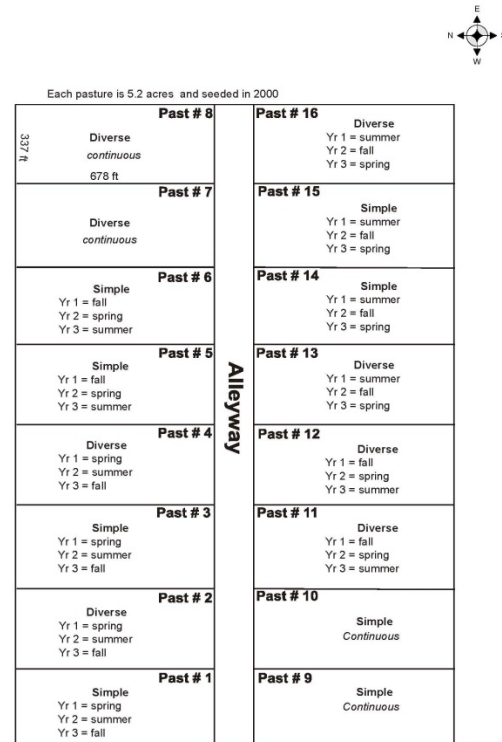 E
N
W
Each pasture is 5.2 acres and seeded in 2000
Past # 8
337 ft
Diverse
continuous
678 ft
Past # 7
Diverse
continuous
Past # 6
Simple
Yr 1 = fall
Yr 2 = spring
Yr 3 = summer
Past # 5
Simple
Yr 1 = fall
Yr 2 = spring
Yr 3 = summer
Past # 4
Diverse
Yr 1 = spring
Yr 2 = summer
Yr 3 = fall
Past # 3
Simple
Yr 1 = spring
Yr 2 = summer
Yr 3 = fall
Past # 2
Diverse
Yr 1 = spring
Yr 2 = summer
Yr 3 = fall
Past # 1
Simple
Yr 1 = spring
Yr 2 = summer
Yr 3 = fall
Alleyway
Past # 16
Diverse
Yr 1 = summer
Yr 2 = fall
Yr 3 = spring
Past # 15
Simple
Yr 1 = summer
Yr 2 = fall
Yr 3 = spring
Past # 14
Simple
Yr 1 = summer
Yr 2 = fall
Yr 3 = spring
Past # 13
Diverse
Yr 1 = summer
Yr 2 = fall
Yr 3 = spring
Past # 12
Diverse
Yr 1 = fall
Yr 2 = spring
Yr 3 = summer
Past # 11
Diverse
Yr 1 = fall
Yr 2 = spring
Yr 3 = summer
Past # 10
Simple
Continuous
Past # 9
Simple
Continuous